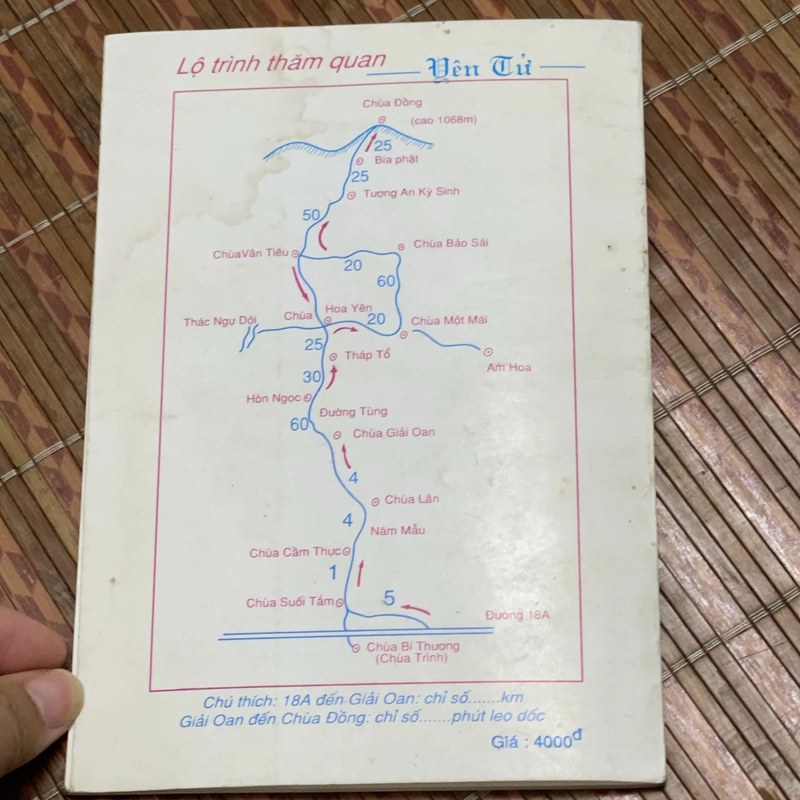 Lộ trình thăm quan Yên Tử
Chùa Đồng
(cao 1068m)
25
Bia phật
25
Tượng An Kỳ Sinh
50
Chùa Vân Tiêu
Chùa Bảo Sái
20
60
Thác Ngự Dội
Chùa Hoa Yên
20
Chùa Một Mái
25
Tháp Tổ
Am Hoa
30
Hòn Ngọc
Đường Tùng
60
Chùa Giải Oan
4
Chùa Lân
4
Nam Mẫu
Chùa Cầm Thực
1
Chùa Suối Tắm
5
Đường 18A
Chùa Bí Thượng
(Chùa Trình)
Chú thích: 18A đến Giải Oan: chỉ số.......km
Giải Oan đến Chùa Đồng: chỉ số.......phút leo dốc
Giá : 4000đ